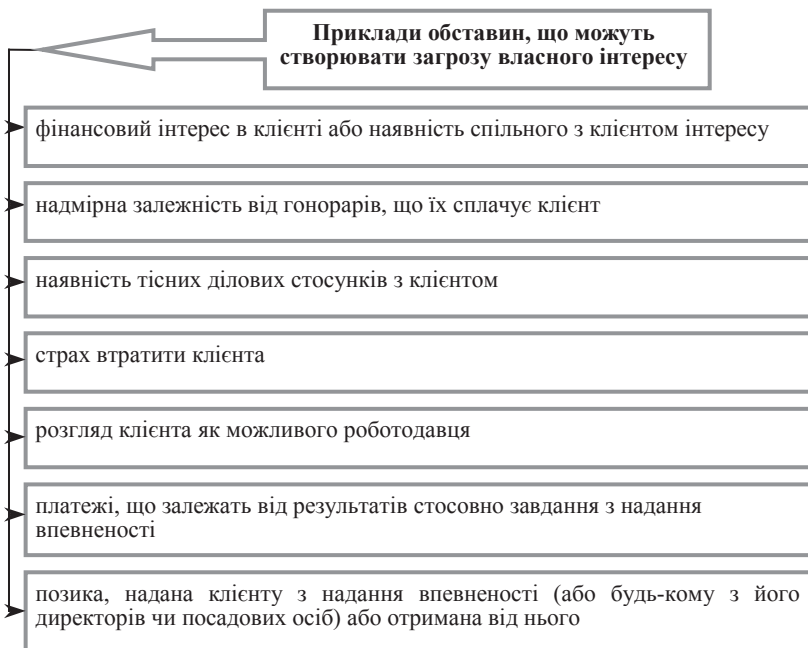 Приклади обставин, що можуть
створювати загрозу власного інтересу
фінансовий інтерес в клієнті або наявність спільного з клієнтом інтересу
надмірна залежність від гонорарів, що їх сплачує клієнт
наявність тісних ділових стосунків з клієнтом
страх втратити клієнта
розгляд клієнта як можливого роботодавця
платежі, що залежать від результатів стосовно завдання з надання
впевненості
позика, надана клієнту з надання впевненості (або будь-кому з його
директорів чи посадових осіб) або отримана від нього